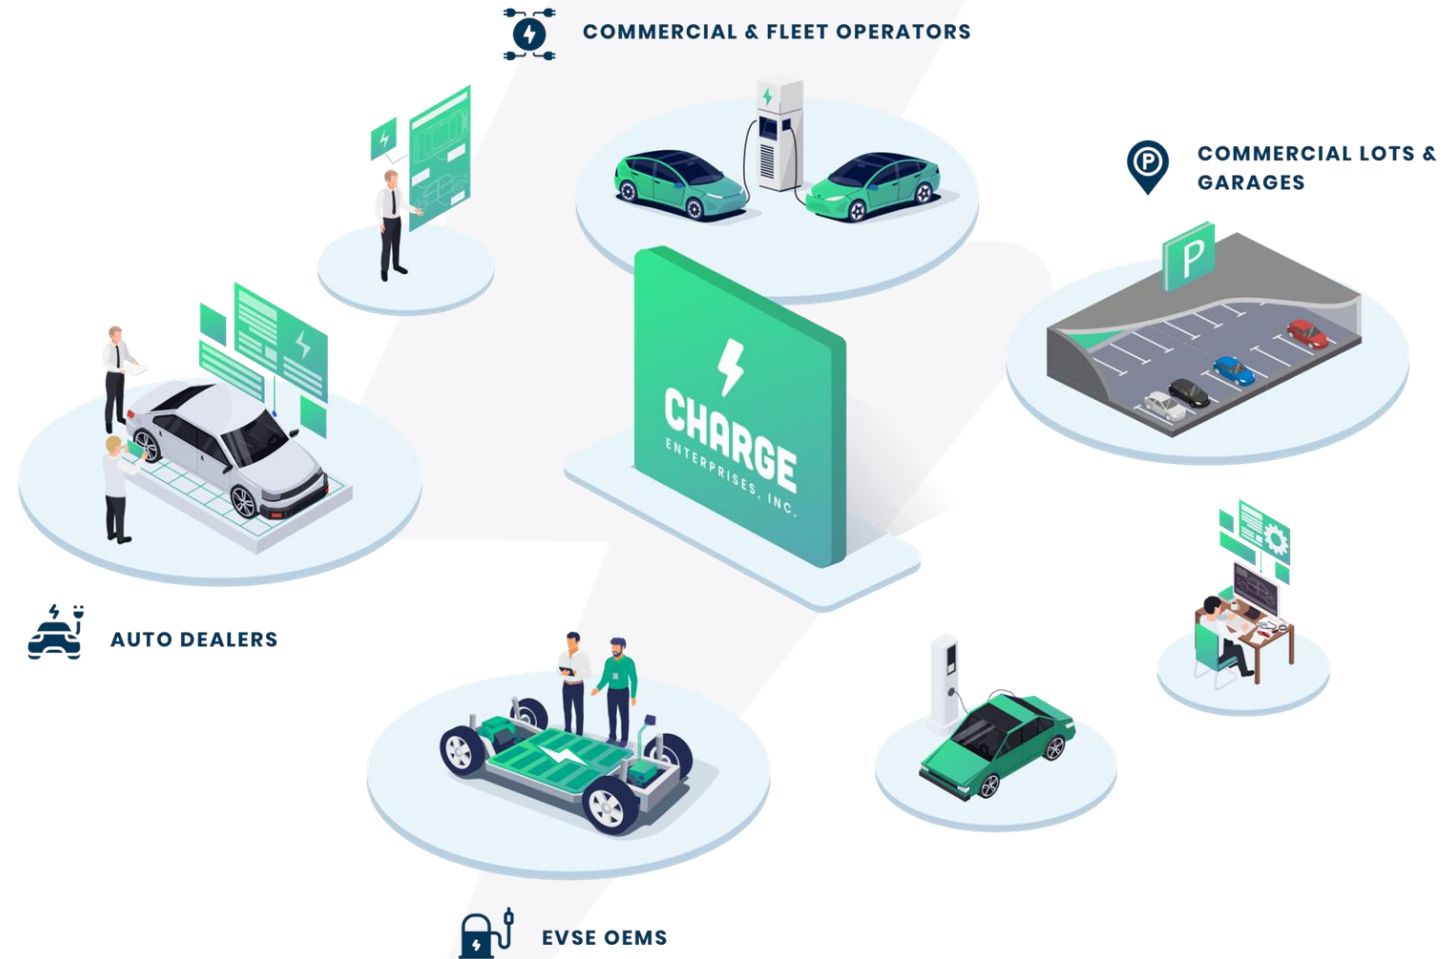 COMMERCIAL & FLEET OPERATORS
COMMERCIAL LOTS &
GARAGES
P
P
CHARGE
ENTERPRISES, INC.
AUTO DEALERS
EVSE OEMS